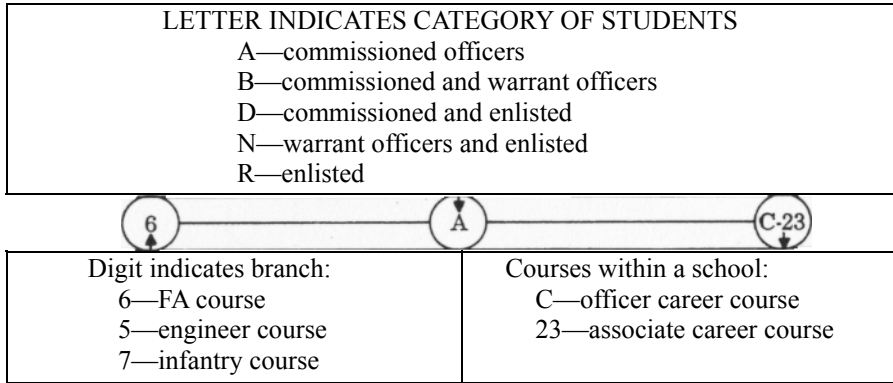 LETTER INDICATES CATEGORY OF STUDENTS
A—commissioned officers
B—commissioned and warrant officers
D—commissioned and enlisted
N—warrant officers and enlisted
R—enlisted
6 A C-23
Digit indicates branch:
6—FA course
5—engineer course
7—infantry course
Courses within a school:
C—officer career course
23—associate career course